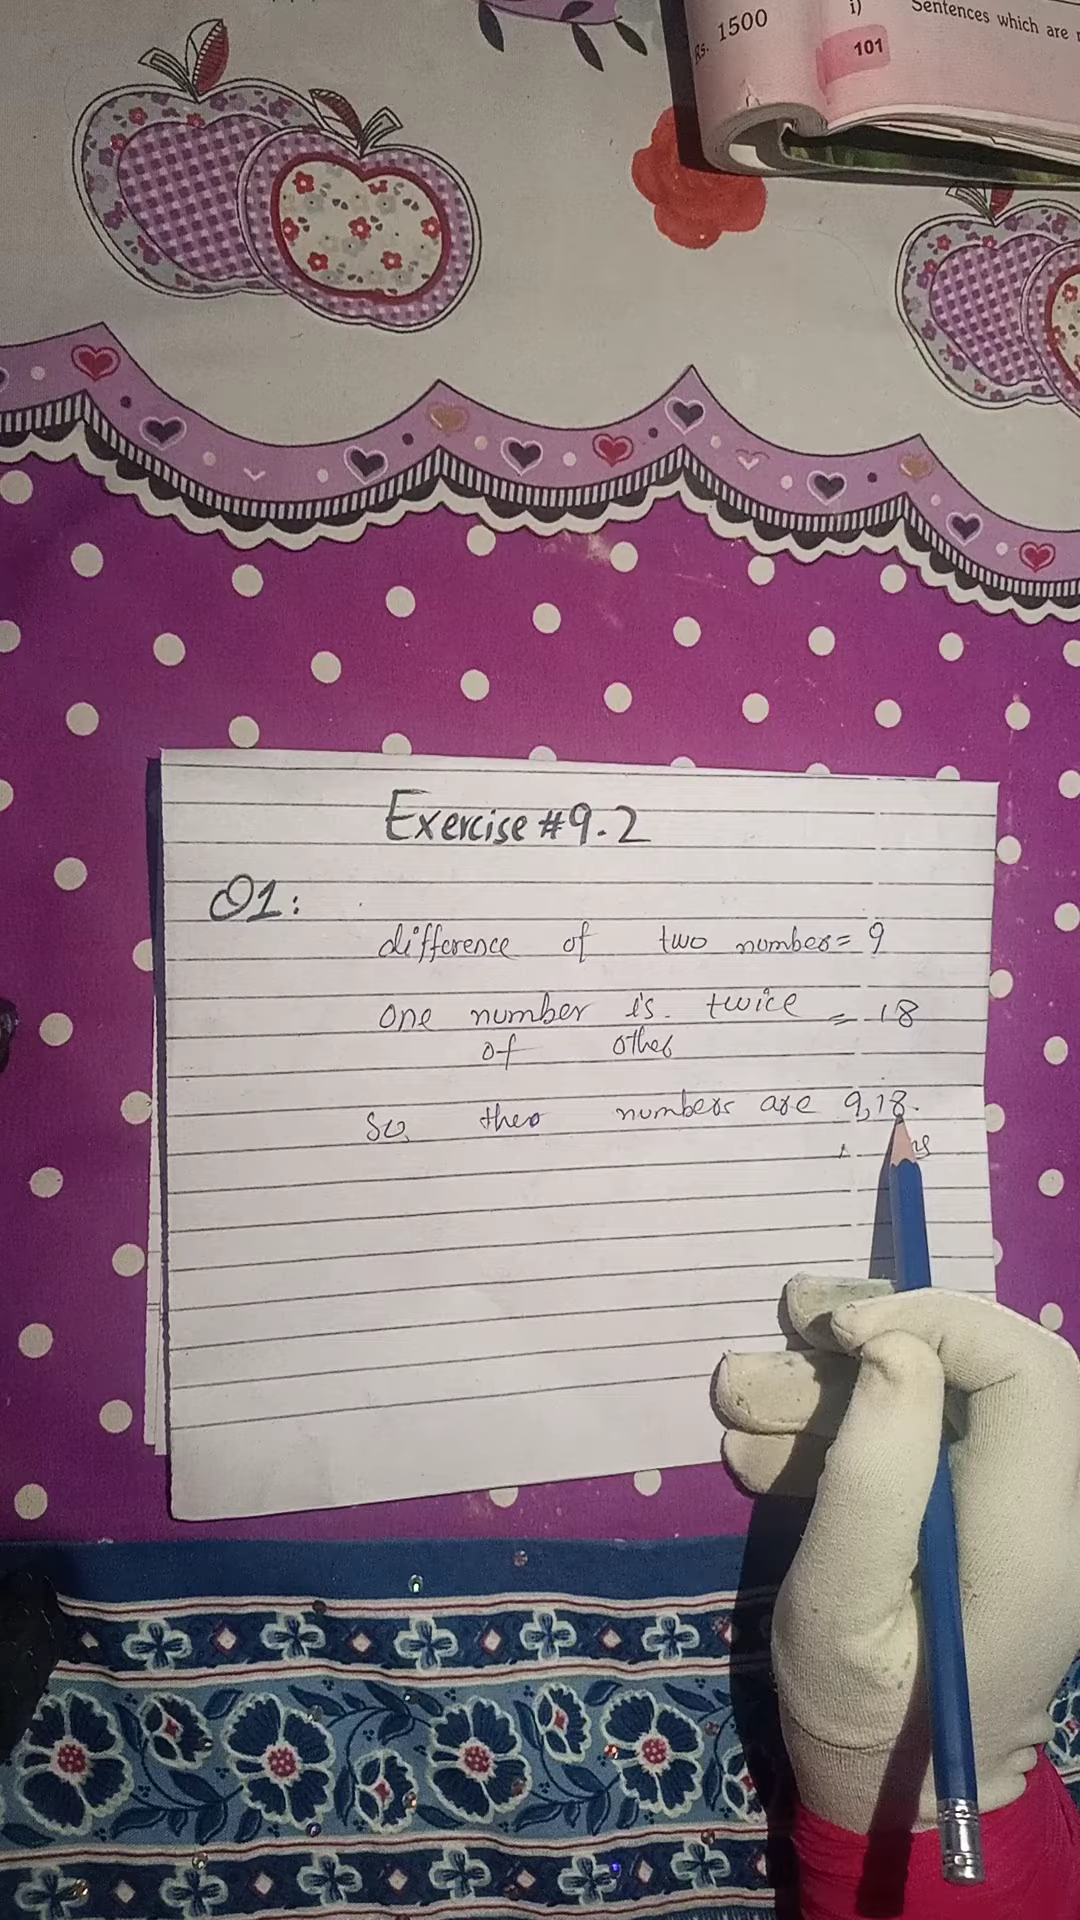 Rs. 1500
i) Sentences which are
101
Exercise #9.2
Q1:
difference of two number = 9
one number is twice = 18
of other
So, theo numbers are 9,18.